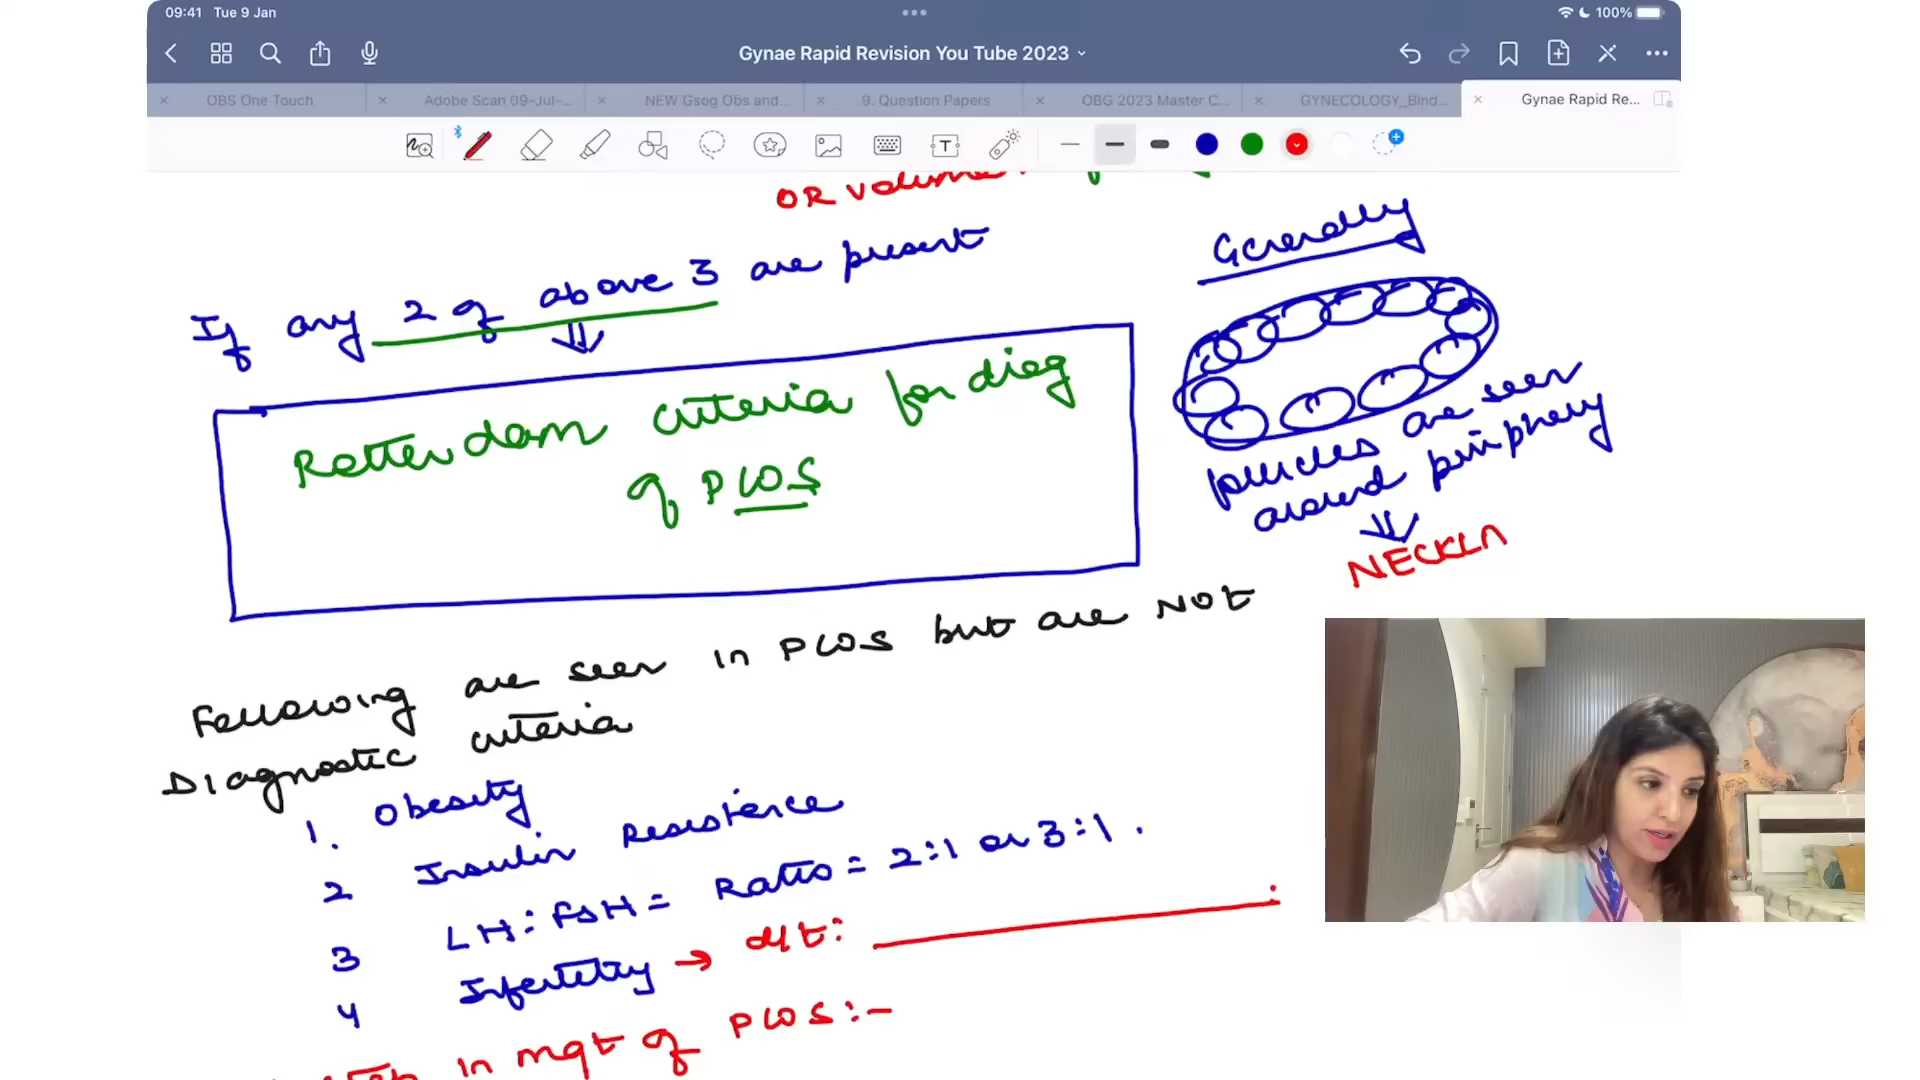 09:41 Tue 9 Jan
100%
Gynae Rapid Revision You Tube 2023
OBS One Touch
Adobe Scan 09-Jul-...
NEW Gsog Obs and...
9. Question Papers
OBG 2023 Master C...
GYNECOLOGY_Bind...
Gynae Rapid Re...
OR volume
If any 2 of above 3 are present
Rotterdam criteria for diag
of PCOS
Generally
follicles are seen
around periphery
NECKLA
Following are seen in PCOS but are NOT
Diagnostic criteria
1. Obesity
2 Insulin Resistence
3 LH: FSH = Ratio = 2:1 or 3:1.
4 Infertility → d/t:
step in mgt of PCOS:-